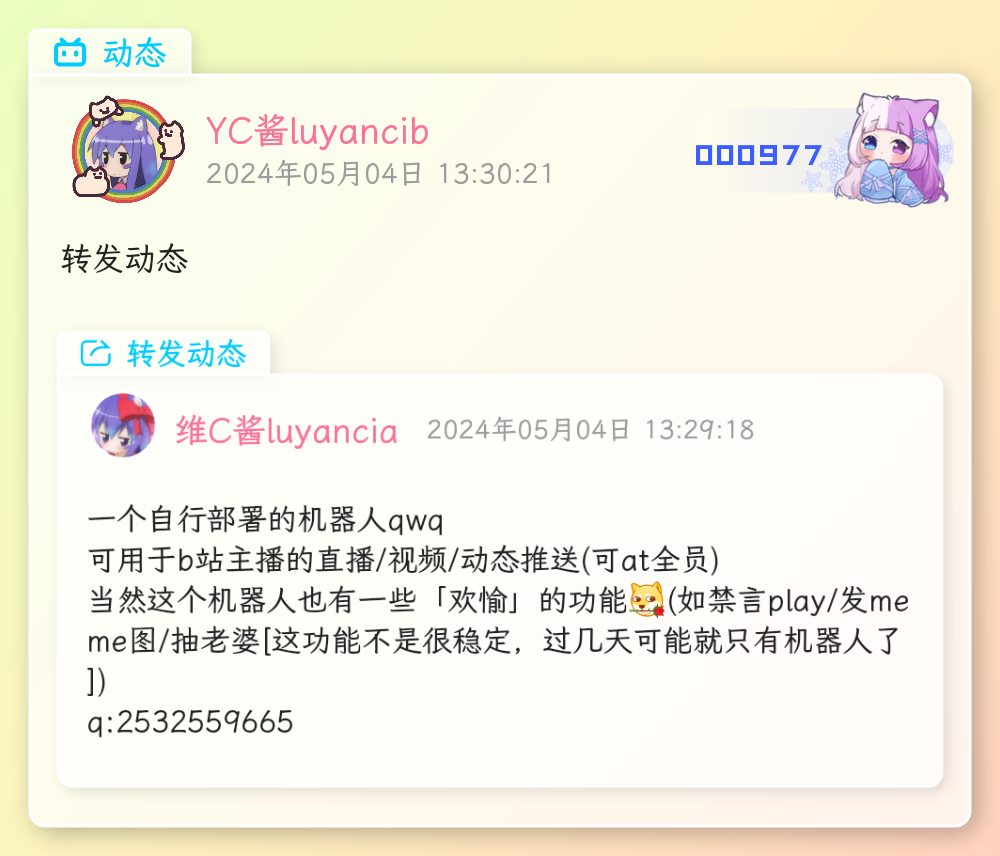 动态
YC酱luyancib
2024年05月04日 13:30:21
000977
转发动态
转发动态
维C酱luyancia 2024年05月04日 13:29:18
一个自行部署的机器人qwq
可用于b站主播的直播/视频/动态推送(可at全员)
当然这个机器人也有一些「欢愉」的功能(如禁言play/发me
me图/抽老婆[这功能不是很稳定，过几天可能就只有机器人了
])
q:2532559665